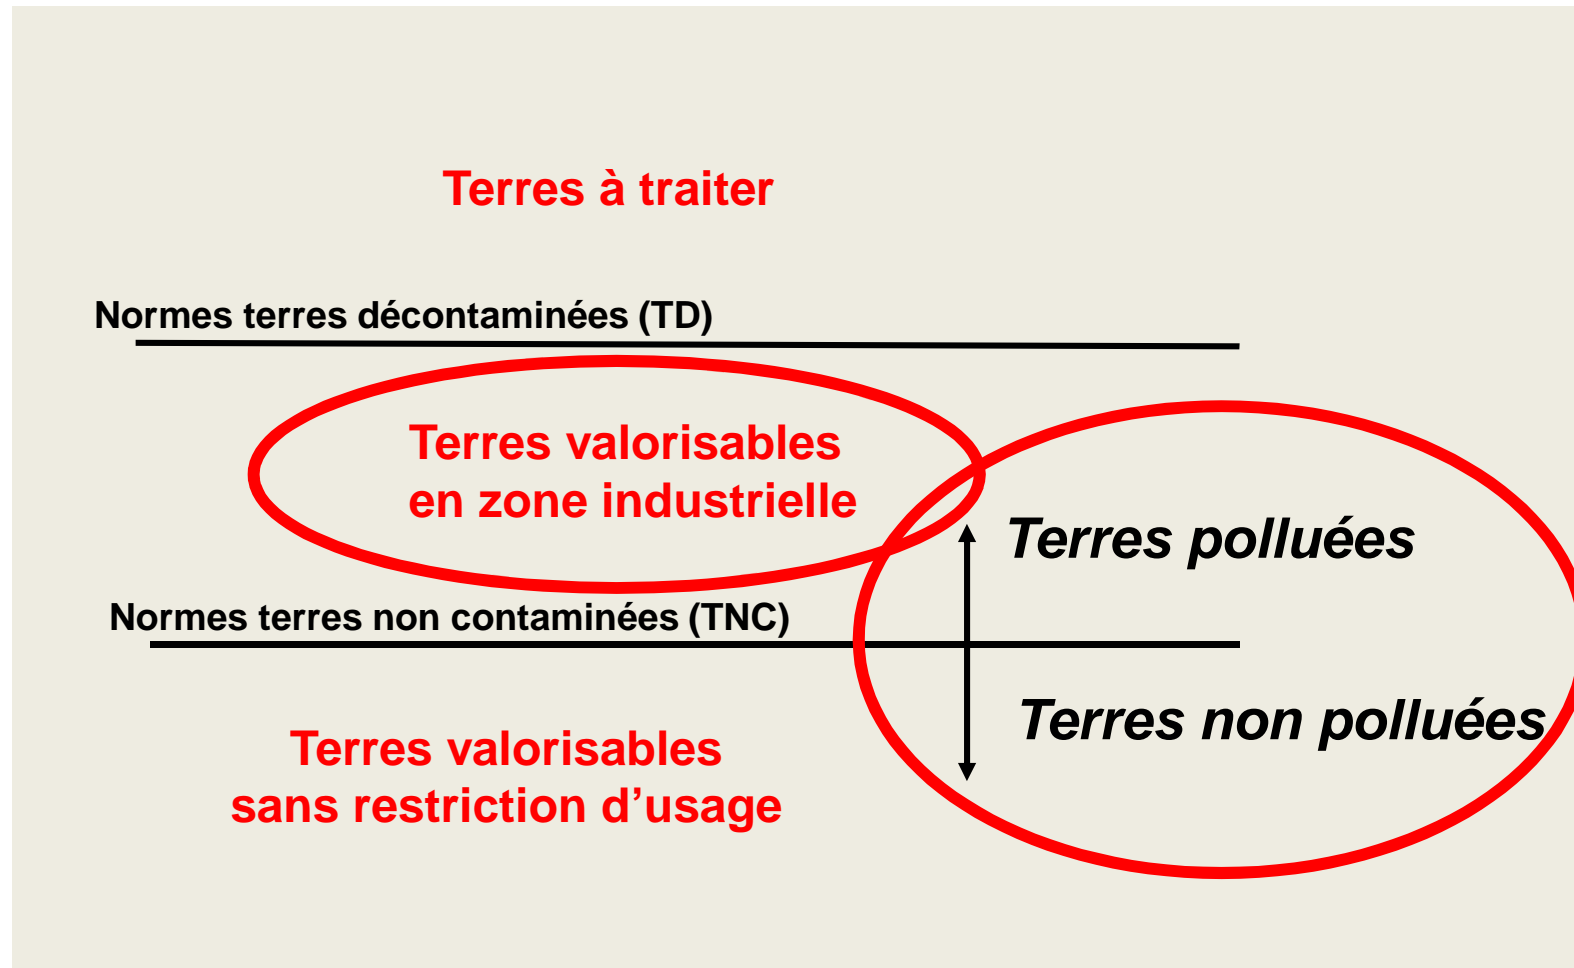 Terres à traiter
Normes terres décontaminées (TD)
Terres valorisables
en zone industrielle
Terres polluées
Normes terres non contaminées (TNC)
Terres non polluées
Terres valorisables
sans restriction d’usage